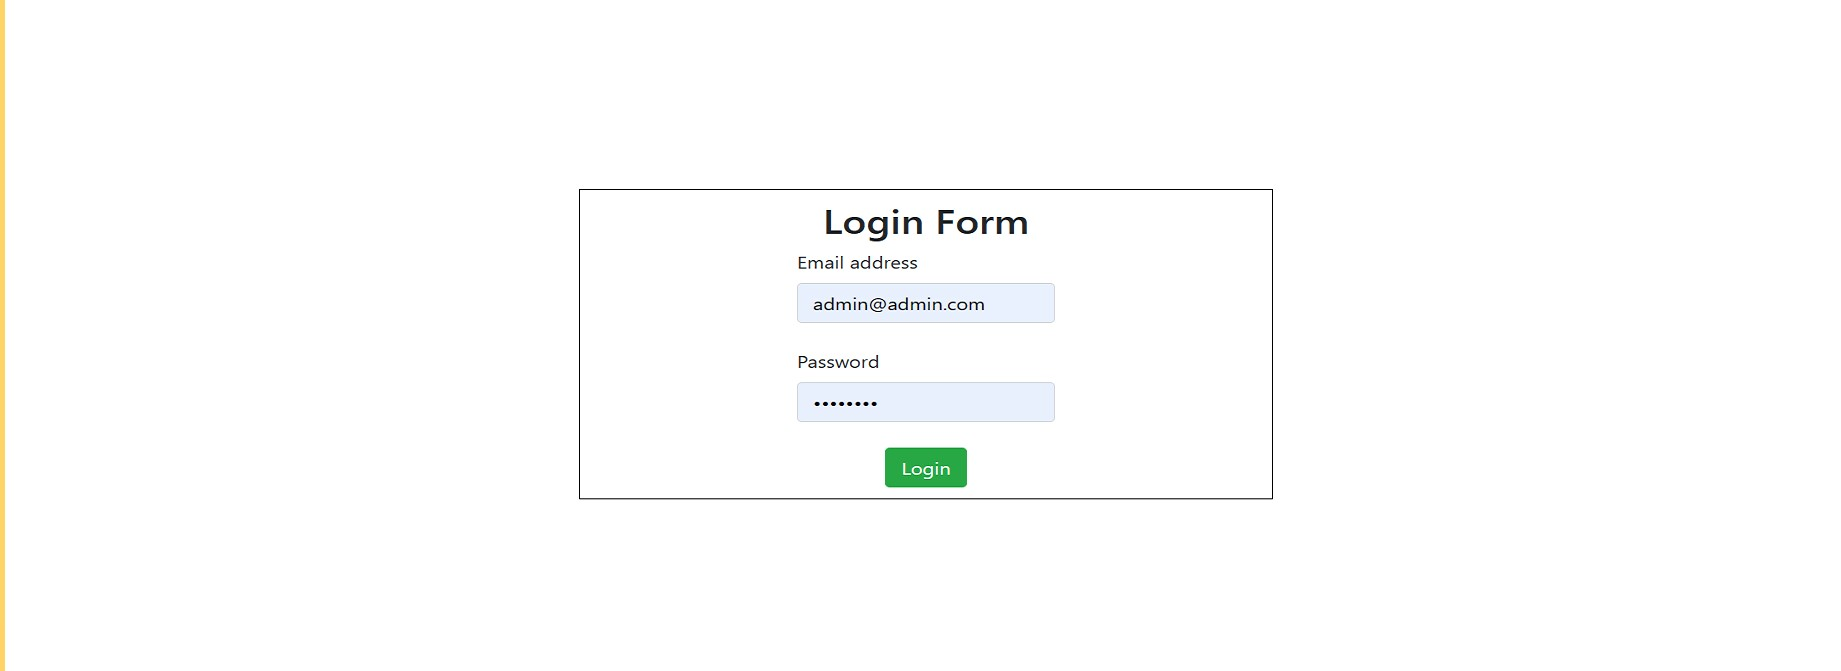 Login Form
Email address
admin@admin.com
Password
••••••••
Login